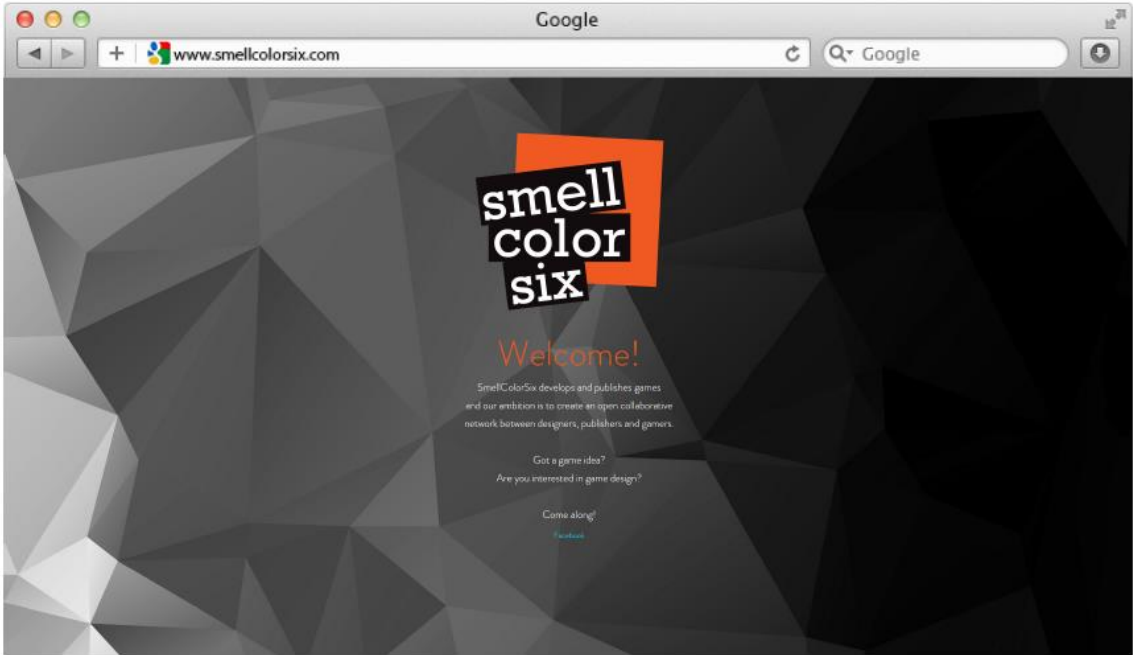 Google
www.smellcolorsix.com
Google
smell
color
six
Welcome!
SmellColorSix develops and publishes games
and our ambition is to create an open collaborative
network between designers, publishers and gamers.
Got a game idea?
Are you interested in game design?
Come along!
Facebook